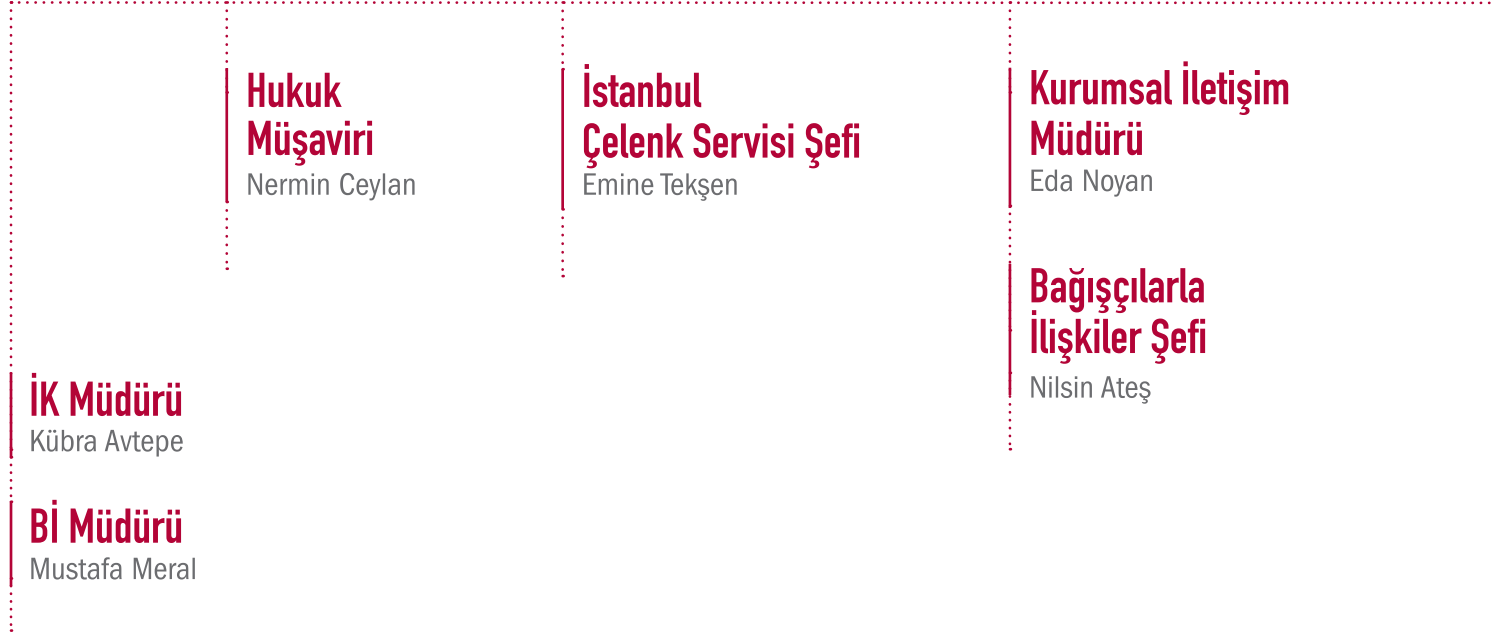 Hukuk
Müşaviri
Nermin Ceylan
İstanbul
Çelenk Servisi Şefi
Emine Tekşen
Kurumsal İletişim
Müdürü
Eda Noyan
Bağışçılarla
İlişkiler Şefi
Nilsin Ateş
İK Müdürü
Kübra Avtepe
Bİ Müdürü
Mustafa Meral